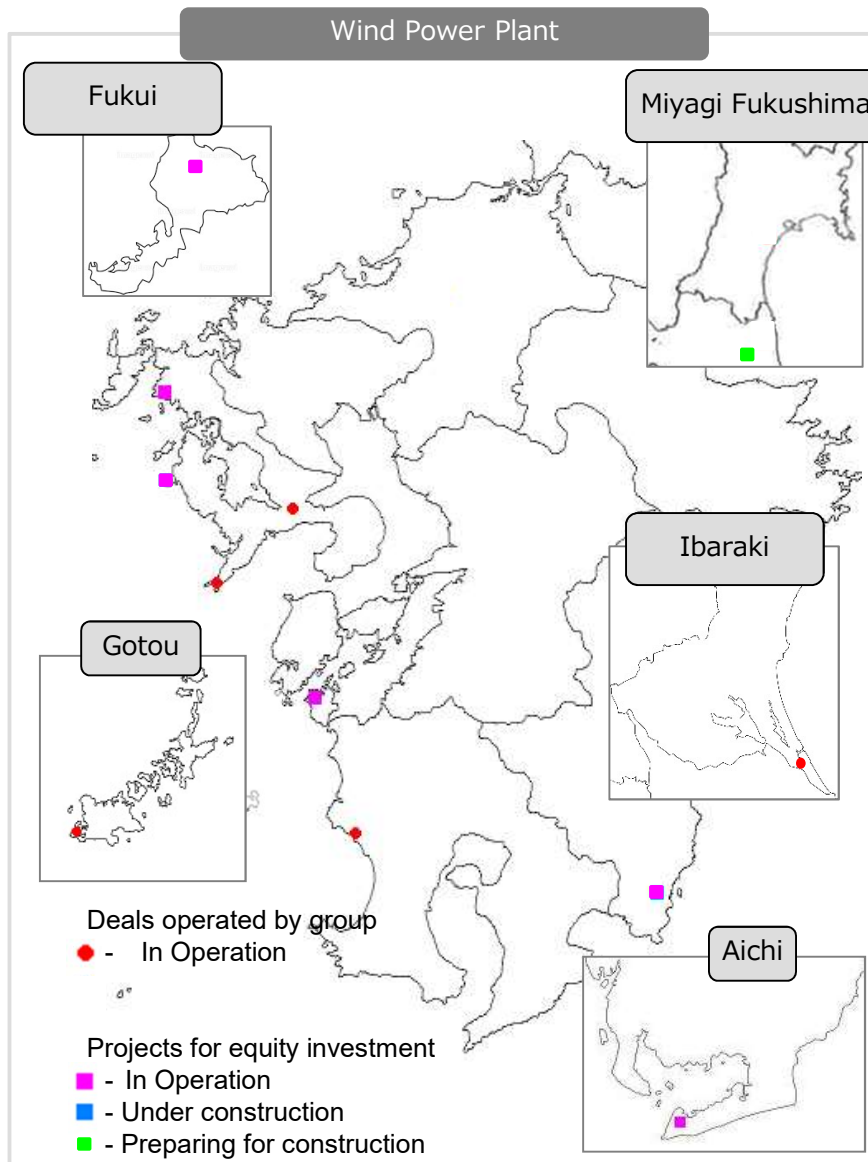 Wind Power Plant
Fukui
Miyagi Fukushima
Ibaraki
Gotou
Aichi
Deals operated by group
- In Operation
Projects for equity investment
- In Operation
- Under construction
- Preparing for construction